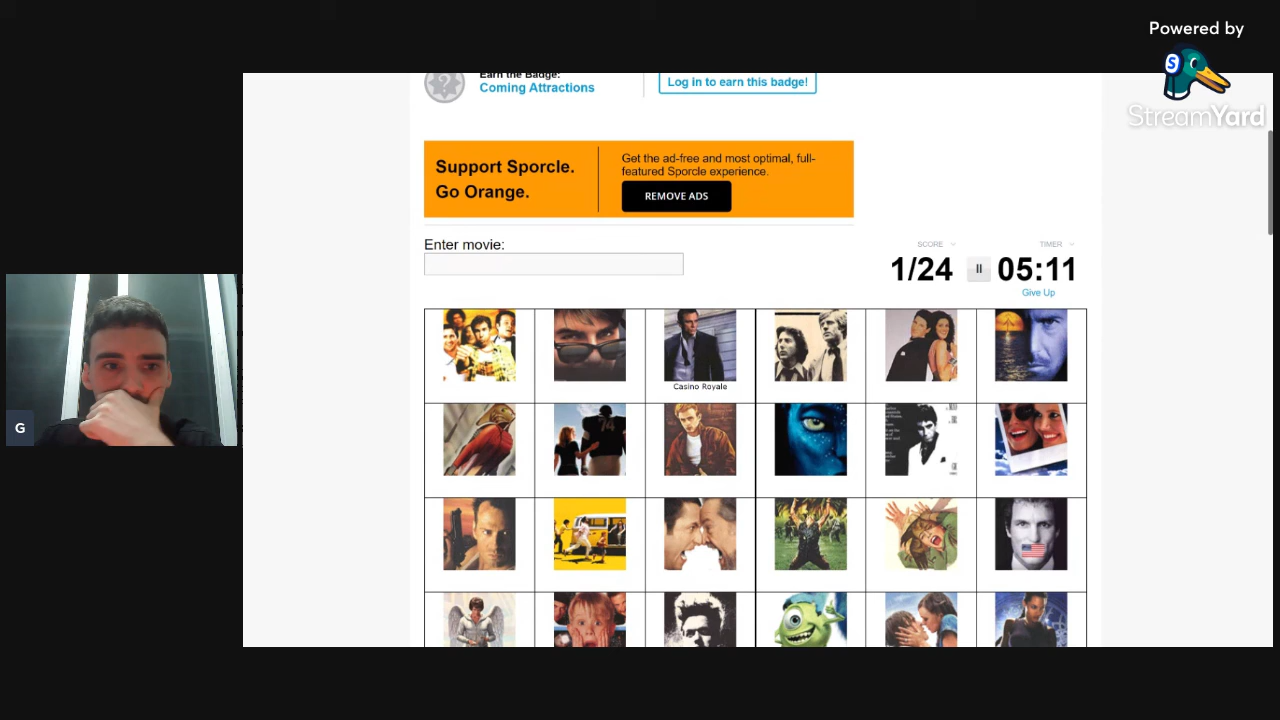 Powered by
StreamYard
Earn the Badge:
Coming Attractions
Log in to earn this badge!
Support Sporcle.
Go Orange.
Get the ad-free and most optimal, full-
featured Sporcle experience.
REMOVE ADS
Enter movie:
SCORE
TIMER
1/24
05:11
Give Up
Casino Royale
74
G
S